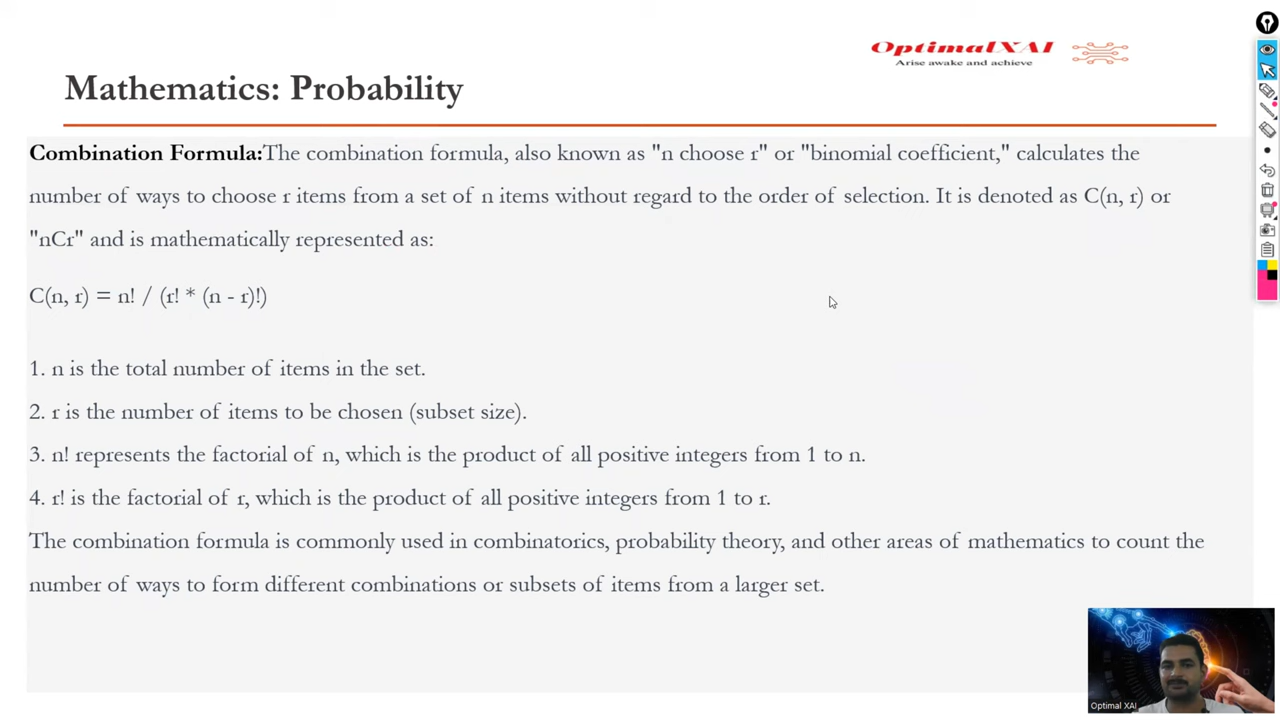 OptimalXAI
Arise awake and achieve
Mathematics: Probability
Combination Formula:The combination formula, also known as "n choose r" or "binomial coefficient," calculates the
number of ways to choose r items from a set of n items without regard to the order of selection. It is denoted as C(n, r) or
"nCr" and is mathematically represented as:
C(n, r) = n! / (r! * (n - r)!)
1. n is the total number of items in the set.
2. r is the number of items to be chosen (subset size).
3. n! represents the factorial of n, which is the product of all positive integers from 1 to n.
4. r! is the factorial of r, which is the product of all positive integers from 1 to r.
The combination formula is commonly used in combinatorics, probability theory, and other areas of mathematics to count the
number of ways to form different combinations or subsets of items from a larger set.
Optimal XAI